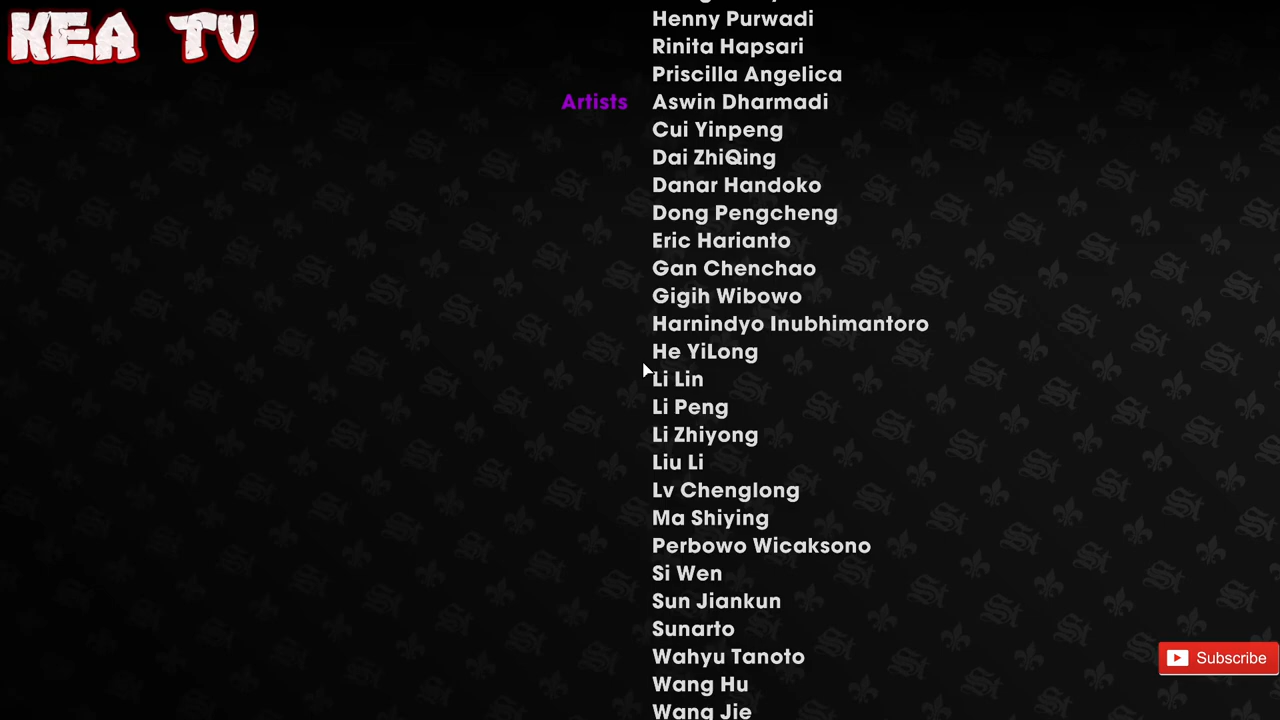 KEA TV
Henny Purwadi
Rinita Hapsari
Priscilla Angelica
Artists Aswin Dharmadi
Cui Yinpeng
Dai ZhiQing
Danar Handoko
Dong Pengcheng
Eric Harianto
Gan Chenchao
Gigih Wibowo
Harnindyo Inubhimantoro
He YiLong
Li Lin
Li Peng
Li Zhiyong
Liu Li
Lv Chenglong
Ma Shiying
Perbowo Wicaksono
Si Wen
Sun Jiankun
Sunarto
Wahyu Tanoto
Subscribe
Wang Hu
Wang Jie